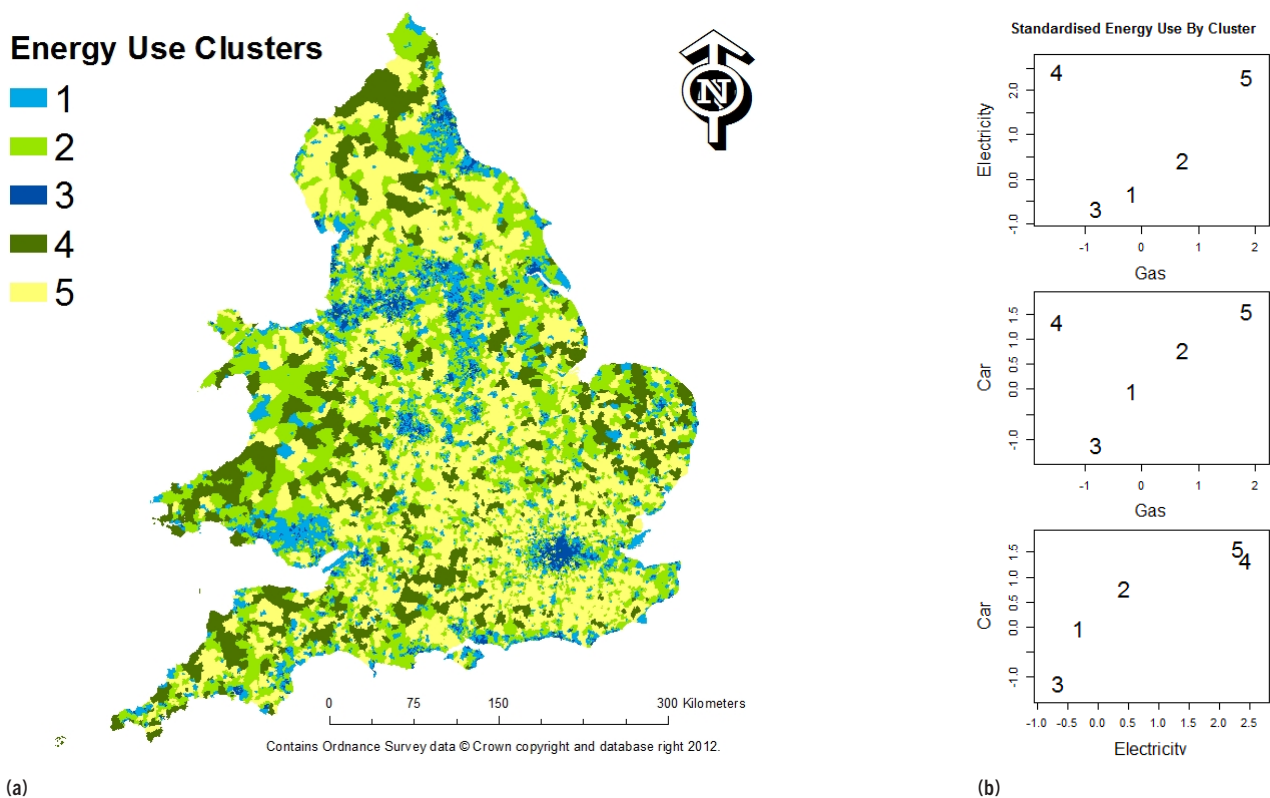 Energy Use Clusters
1
2
3
4
5
N
0 75 150 300 Kilometers
Contains Ordnance Survey data © Crown copyright and database right 2012.
(a)
Standardised Energy Use By Cluster
Electricity
-1.0 0.0 1.0 2.0
4 5
2
1
3
-1 0 1 2
Gas
Car
-1.0 0.0 0.5 1.0 1.5
5
4
2
1
3
-1 0 1 2
Gas
Car
-1.0 0.0 0.5 1.0 1.5
5
4
2
1
3
-1.0 -0.5 0.0 0.5 1.0 1.5 2.0 2.5
Electricity
(b)